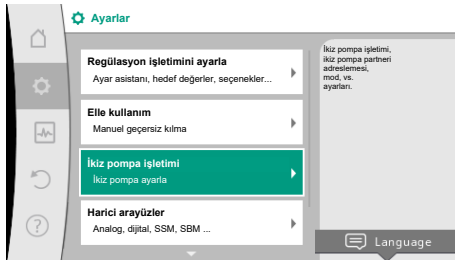 Ayarlar
Regülasyon işletimini ayarla
Ayar asistanı, hedef değerler, seçenekler...
Elle kullanım
Manuel geçersiz kılma
İkiz pompa işletimi
İkiz pompa ayarla
Harici arayüzler
Analog, dijital, SSM, SBM ...
İkiz pompa işletimi,
ikiz pompa partneri
adreslemesi,
mod, vs.
ayarları.
Language